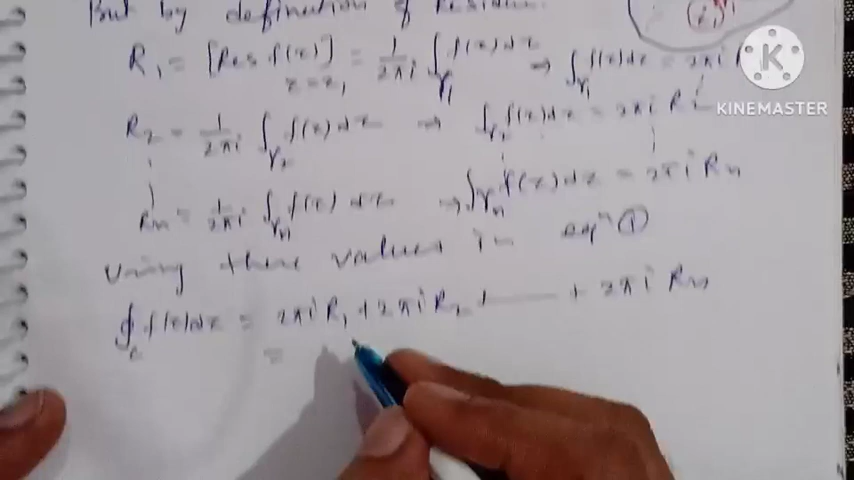 But by definition of Residue.
R₁ = [Res f(z)] z=z₁ = 1/2πi ∫γ₁ f(z)dz → ∫γ₁ f(z)dz = 2πi
R₂ = 1/2πi ∫γ₂ f(z)dz → ∫γ₂ f(z)dz = 2πi R₂
Rn = 1/2πi ∫γn f(z)dz → ∫γn f(z)dz = 2πi Rn
using these values in eqⁿ ①
∮c f(z)dz = 2πi R₁ + 2πi R₂ + —— + 2πi Rn
=
K
KINEMASTER